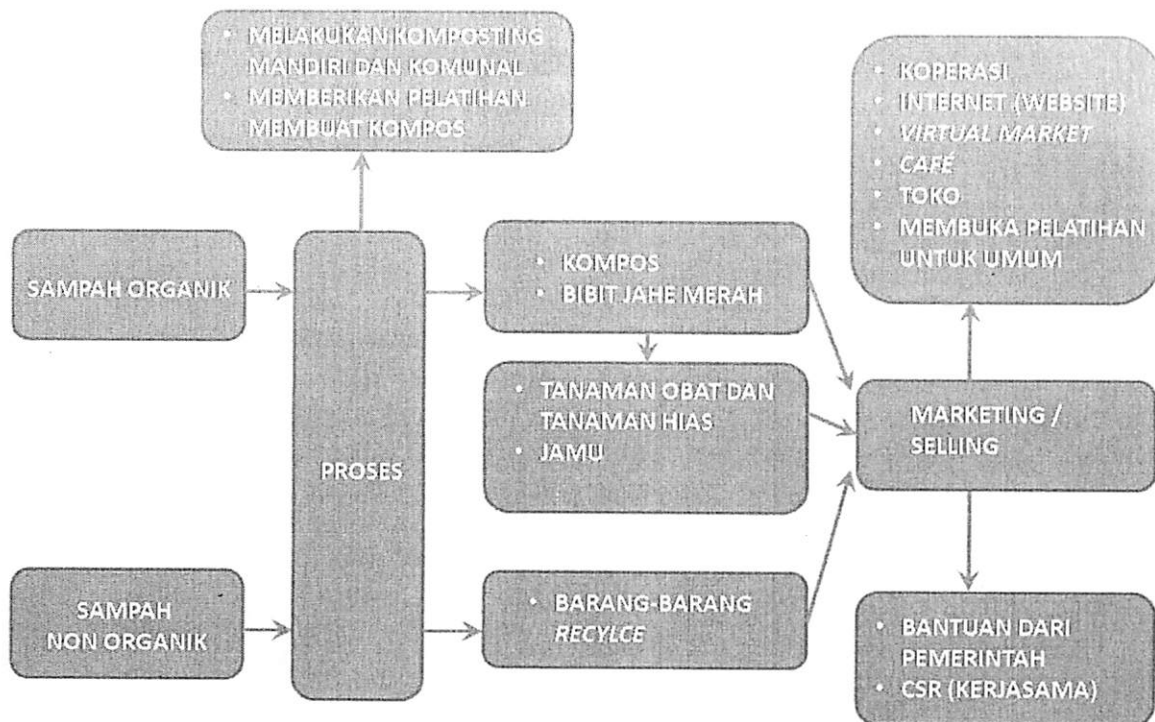 • MELAKUKAN KOMPOSTING
MANDIRI DAN KOMUNAL
• MEMBERIKAN PELATIHAN
MEMBUAT KOMPOS
• KOPERASI
• INTERNET (WEBSITE)
• VIRTUAL MARKET
• CAFÉ
• TOKO
• MEMBUKA PELATIHAN
UNTUK UMUM
SAMPAH ORGANIK
PROSES
• KOMPOS
• BIBIT JAHE MERAH
• TANAMAN OBAT DAN
TANAMAN HIAS
• JAMU
MARKETING /
SELLING
SAMPAH
NON ORGANIK
• BARANG-BARANG
RECYLCE
• BANTUAN DARI
PEMERINTAH
• CSR (KERJASAMA)